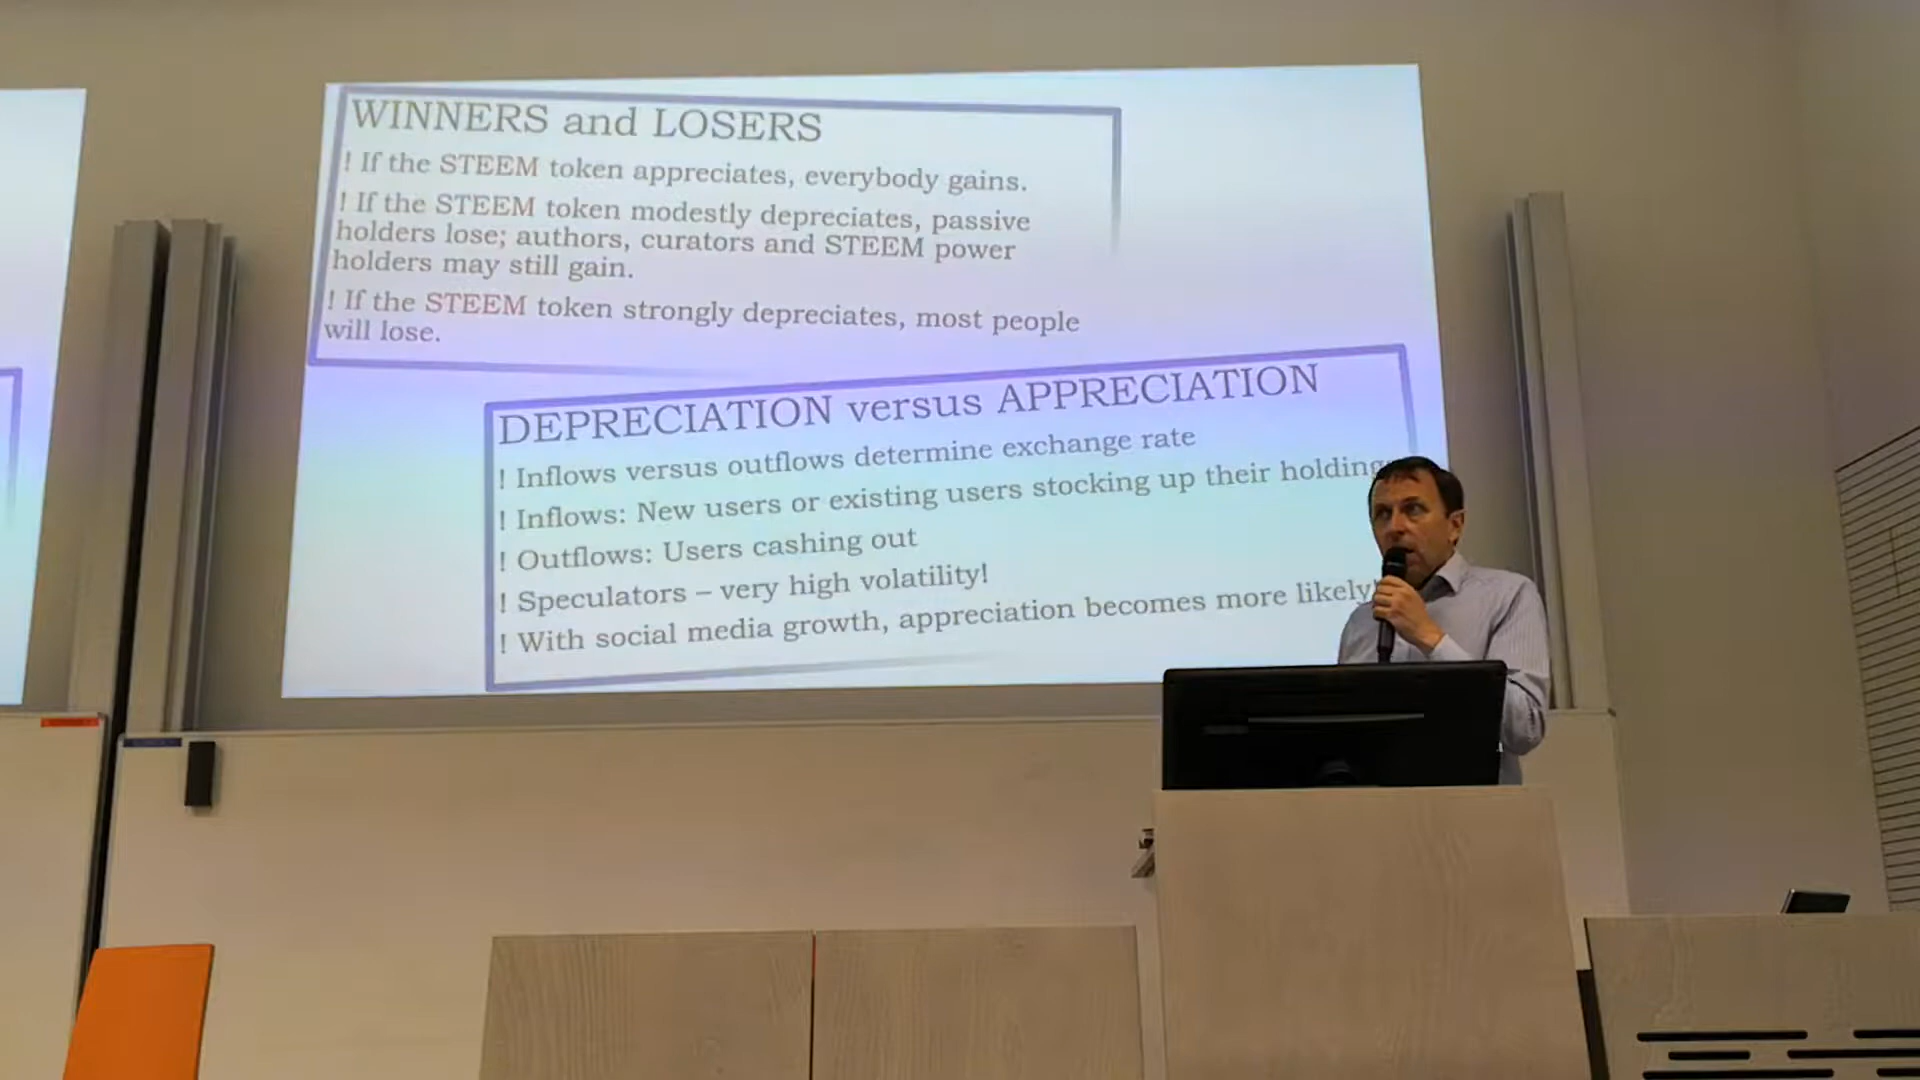 WINNERS and LOSERS
! If the STEEM token appreciates, everybody gains.
! If the STEEM token modestly depreciates, passive
holders lose; authors, curators and STEEM power
holders may still gain.
! If the STEEM token strongly depreciates, most people
will lose.
DEPRECIATION versus APPRECIATION
! Inflows versus outflows determine exchange rate
! Inflows: New users or existing users stocking up their holding
! Outflows: Users cashing out
! Speculators – very high volatility!
! With social media growth, appreciation becomes more likely!